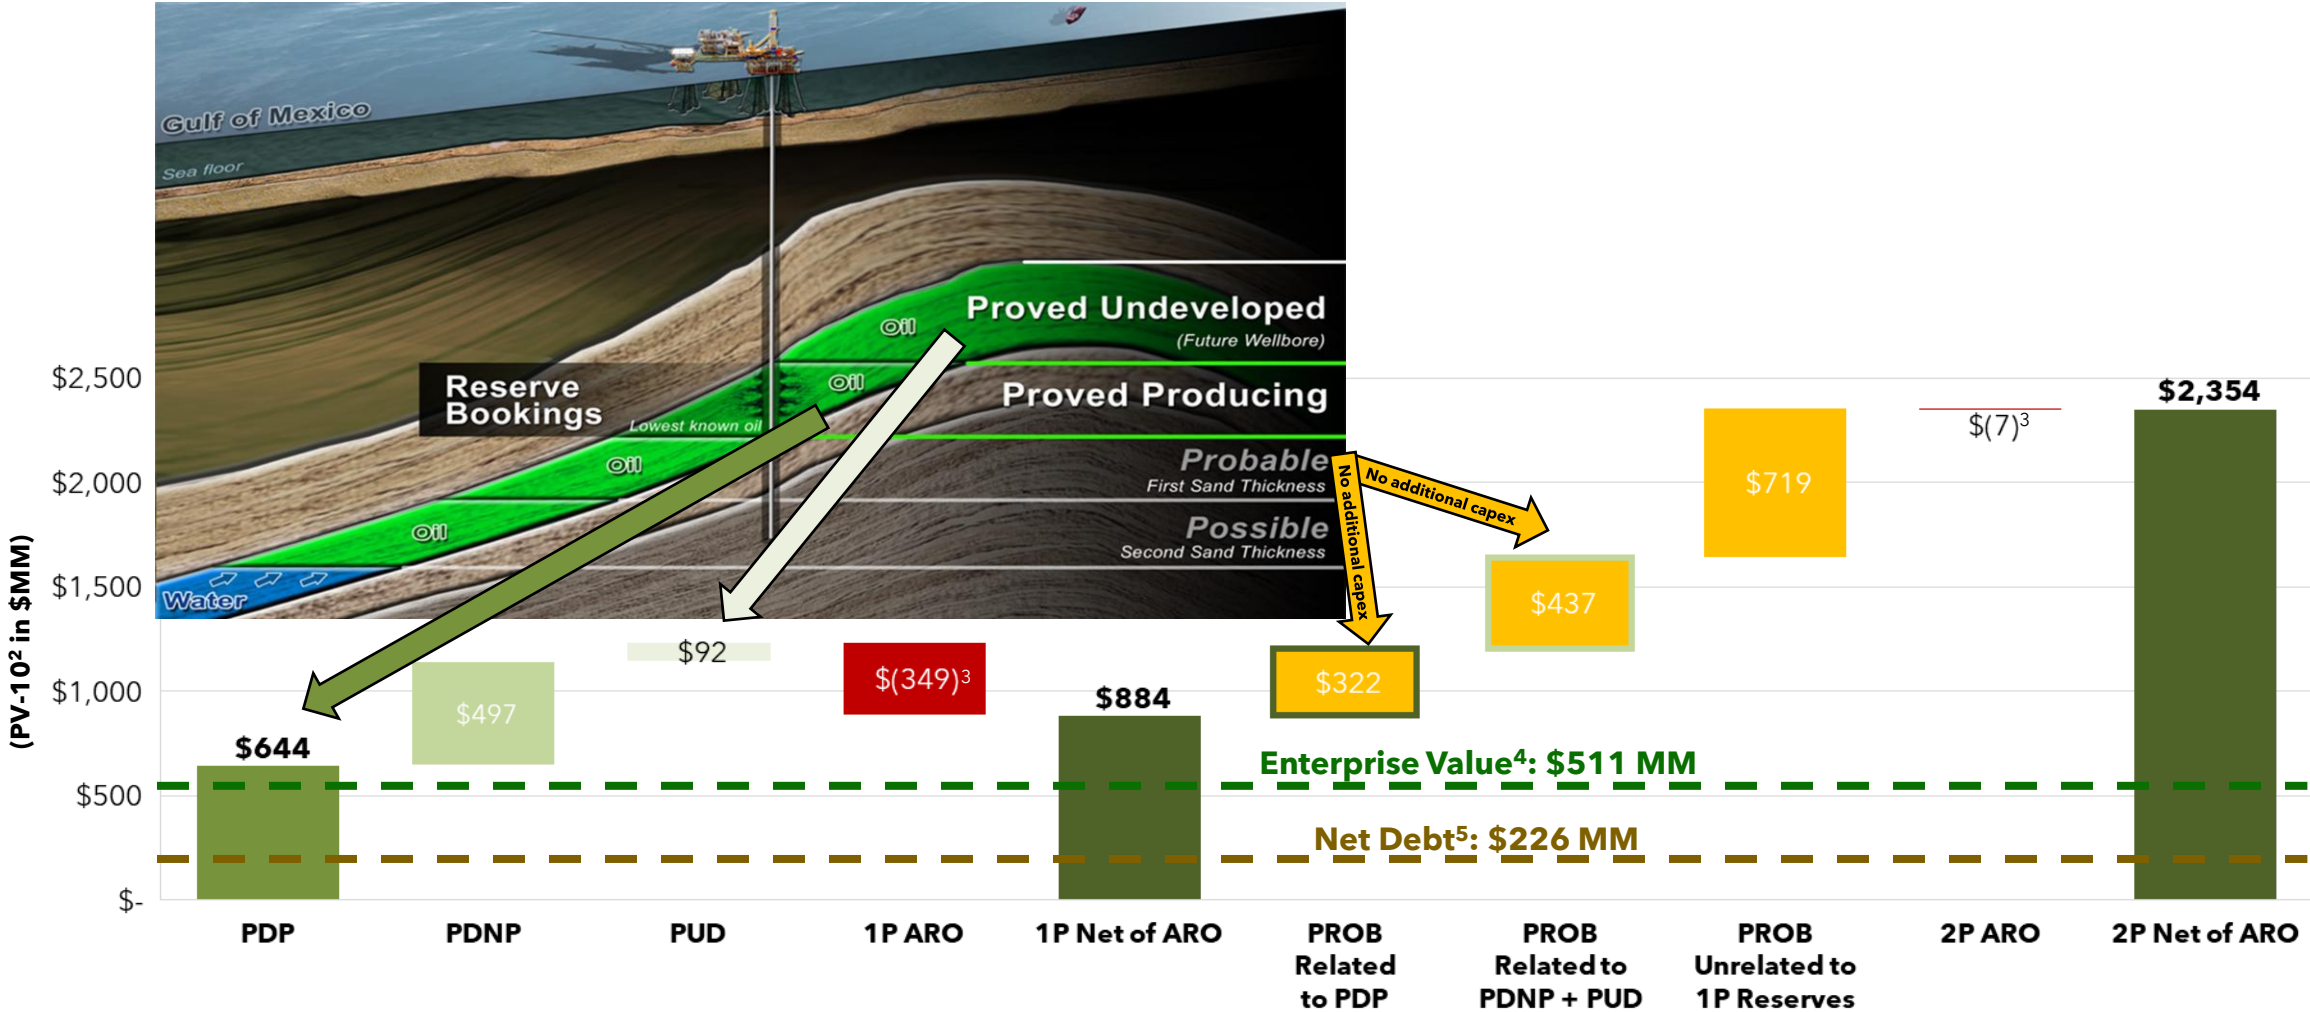 Gulf of Mexico
Sea floor
Proved Undeveloped
(Future Wellbore)
Oil
Reserve
Bookings
Lowest known oil
Oil
Proved Producing
Oil
Probable
First Sand Thickness
Oil
Possible
Second Sand Thickness
Water
No additional capex
No additional capex
(PV-10² in $MM)
$2,500
$2,000
$1,500
$1,000
$500
$-
$644
$497
$92
$(349)³
$884
$322
$437
$719
$(7)³
$2,354
Enterprise Value⁴: $511 MM
Net Debt⁵: $226 MM
PDP
PDNP
PUD
1P ARO
1P Net of ARO
PROB
Related
to PDP
PROB
Related to
PDNP + PUD
PROB
Unrelated to
1P Reserves
2P ARO
2P Net of ARO